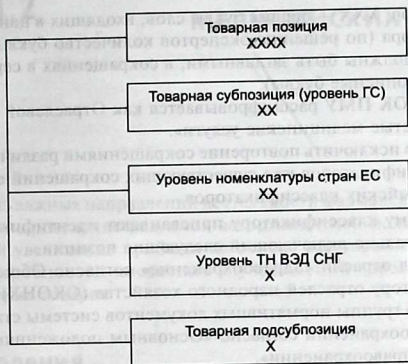 Товарная позиция
XXXX
Товарная субпозиция (уровень ГС)
XX
Уровень номенклатуры стран ЕС
XX
Уровень ТН ВЭД СНГ
X
Товарная подсубпозиция
X